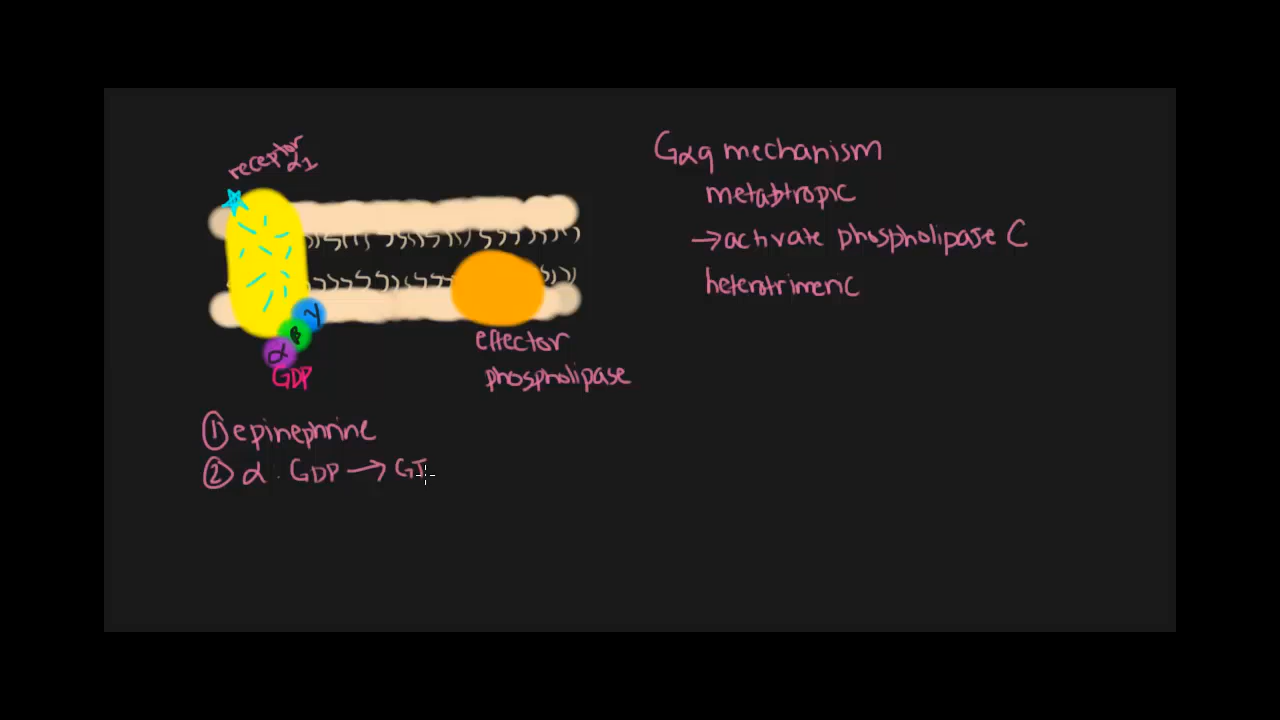 receptor
α1
Gαq mechanism
metabtropic
→activate phospholipase C
heterotrimeric
γ
β
α
GDP
effector
phospholipase
① epinephrine
② α : GDP → GT